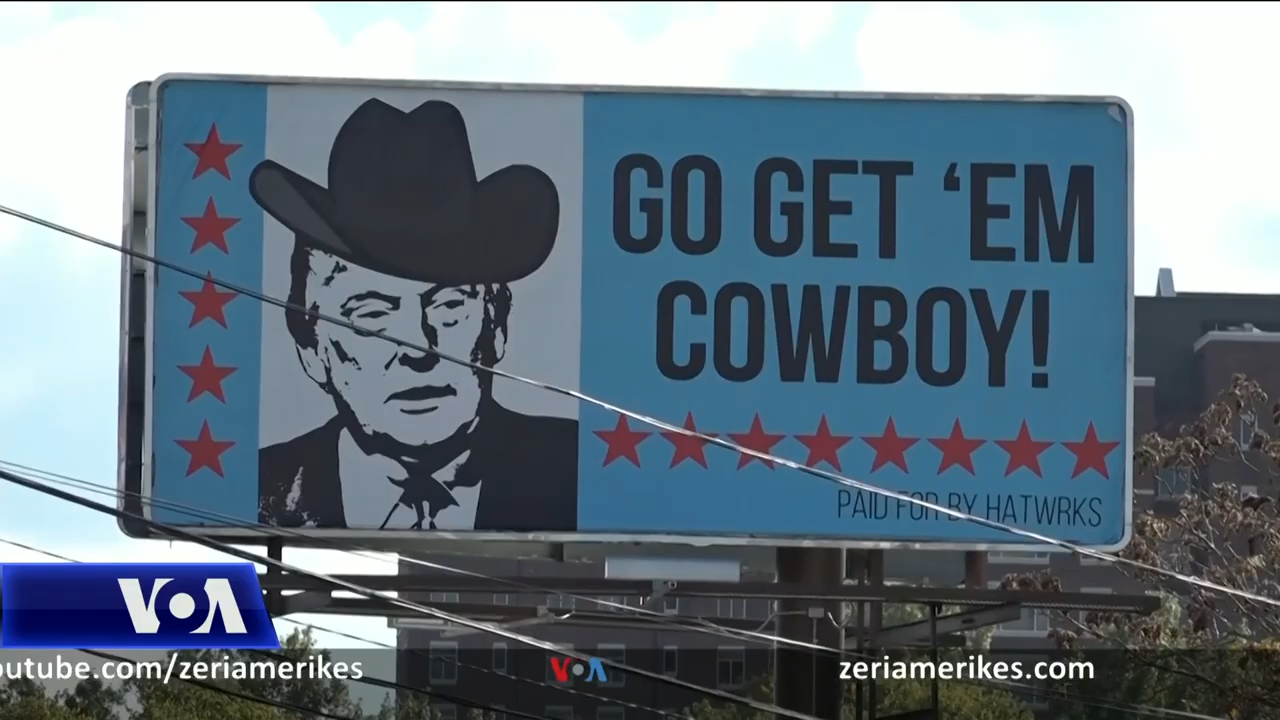 GO GET ‘EM
COWBOY!
PAID FOR BY HATWRKS
VOA
outube.com/zeriamerikes
VOA
zeriamerikes.com